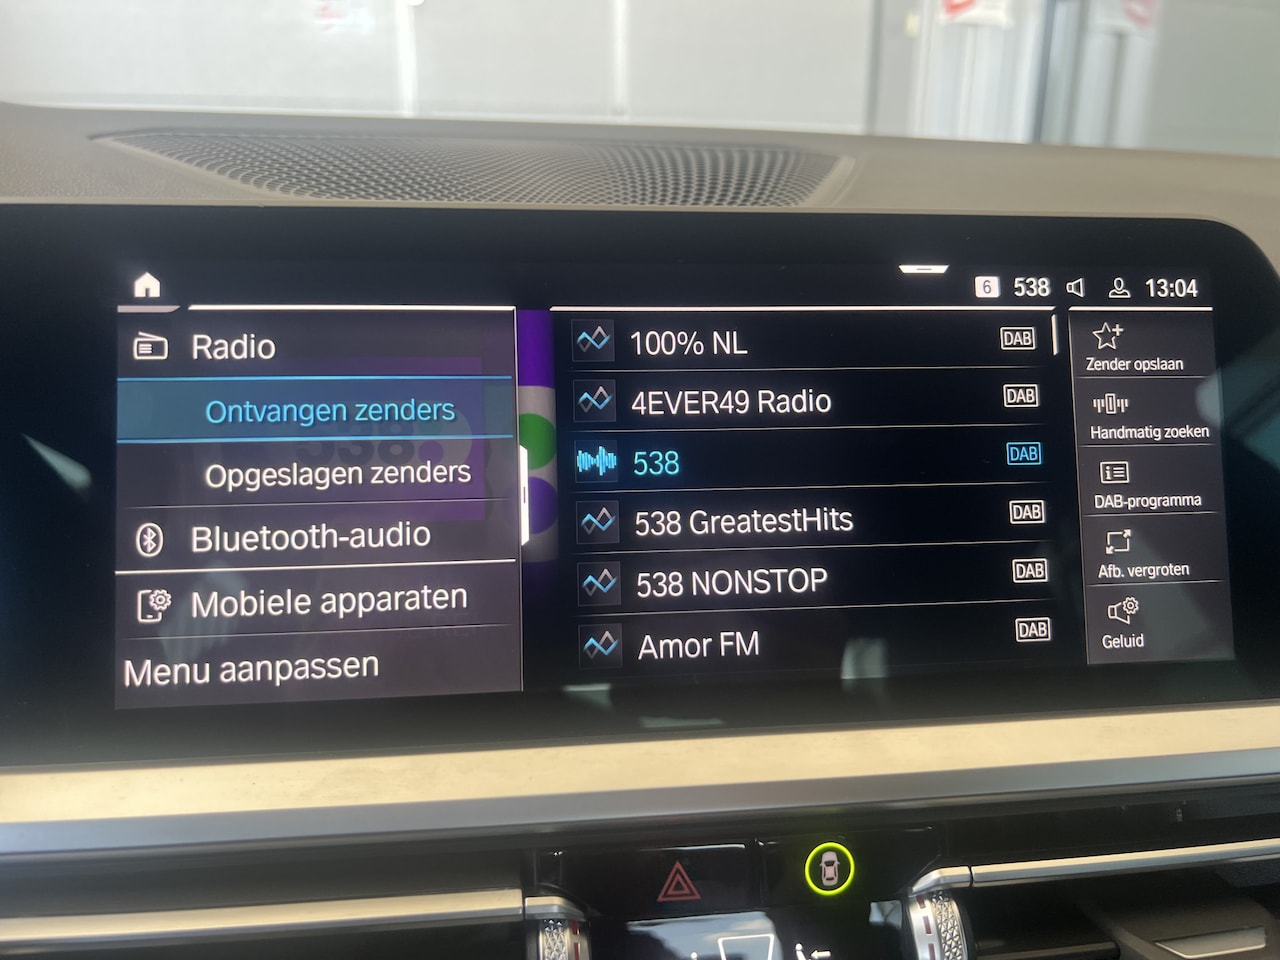 6 538 13:04
Radio
Ontvangen zenders
Opgeslagen zenders
Bluetooth-audio
Mobiele apparaten
Menu aanpassen
100% NL DAB
4EVER49 Radio DAB
538 DAB
538 GreatestHits DAB
538 NONSTOP DAB
Amor FM DAB
Zender opslaan
Handmatig zoeken
DAB-programma
Afb. vergroten
Geluid